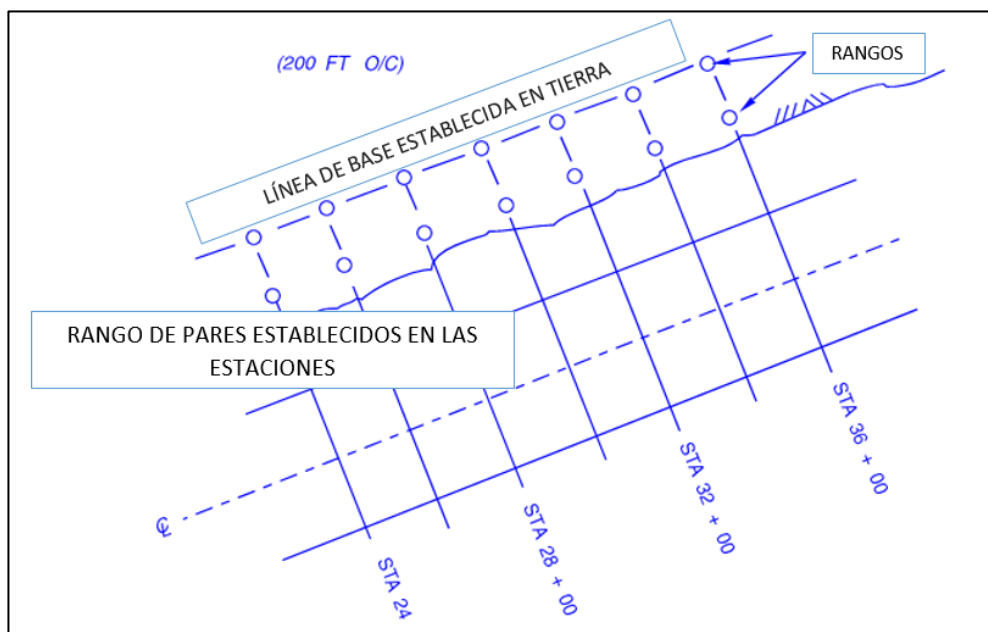 (200 FT O/C)
RANGOS
LÍNEA DE BASE ESTABLECIDA EN TIERRA
RANGO DE PARES ESTABLECIDOS EN LAS
ESTACIONES
STA 24
STA 28 + 00
STA 32 + 00
STA 36 + 00